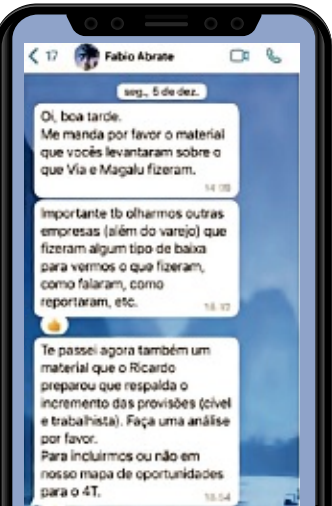 17 Fabio Abrate
seg., 5 de dez.
Oi, boa tarde.
Me manda por favor o material
que vocês levantaram sobre o
que Via e Magalu fizeram.
Importante tb olharmos outras
empresas (além do varejo) que
fizeram algum tipo de baixa
para vermos o que fizeram,
como falaram, como
reportaram, etc.
Te passei agora também um
material que o Ricardo
preparou que respalda o
incremento das provisões (cível
e trabalhista). Faça uma análise
por favor.
Para incluirmos ou não em
nosso mapa de oportunidades
para o 4T.